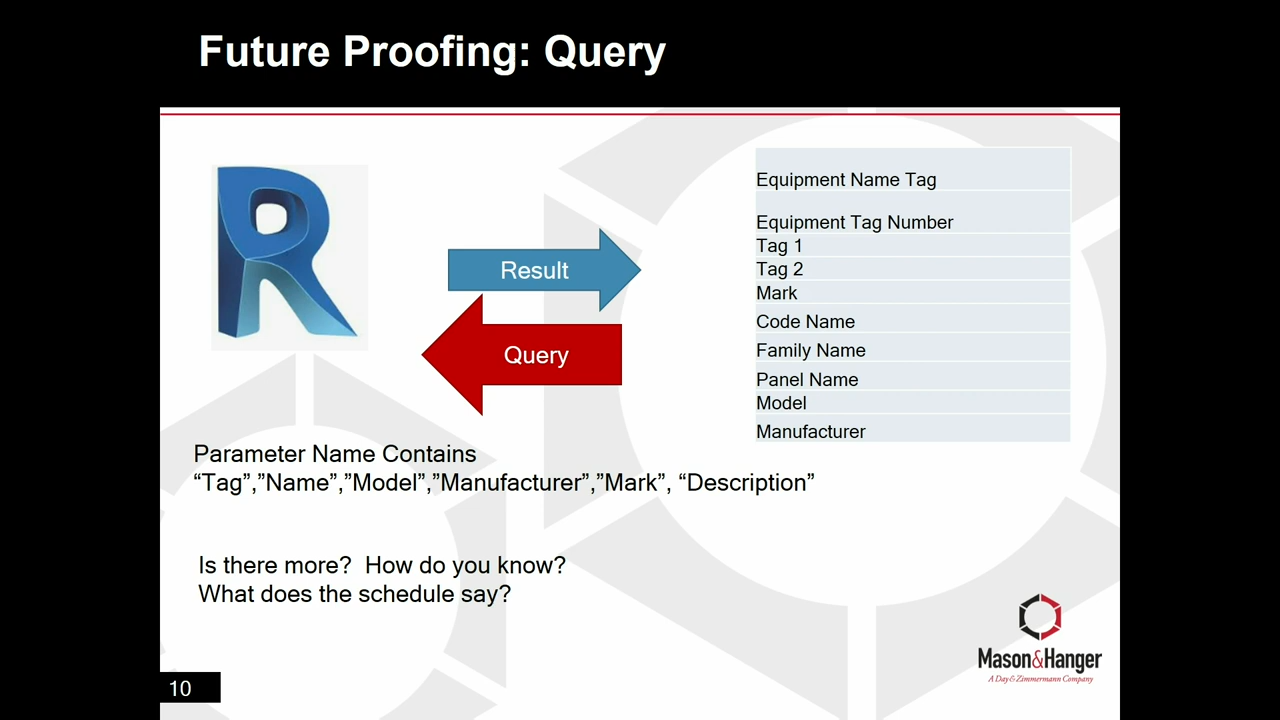 Future Proofing: Query
Result
Query
Equipment Name Tag
Equipment Tag Number
Tag 1
Tag 2
Mark
Code Name
Family Name
Panel Name
Model
Manufacturer
Parameter Name Contains
“Tag”,”Name”,”Model”,”Manufacturer”,”Mark”, “Description”
Is there more?  How do you know?
What does the schedule say?
Mason&Hanger
A Day & Zimmermann Company
10